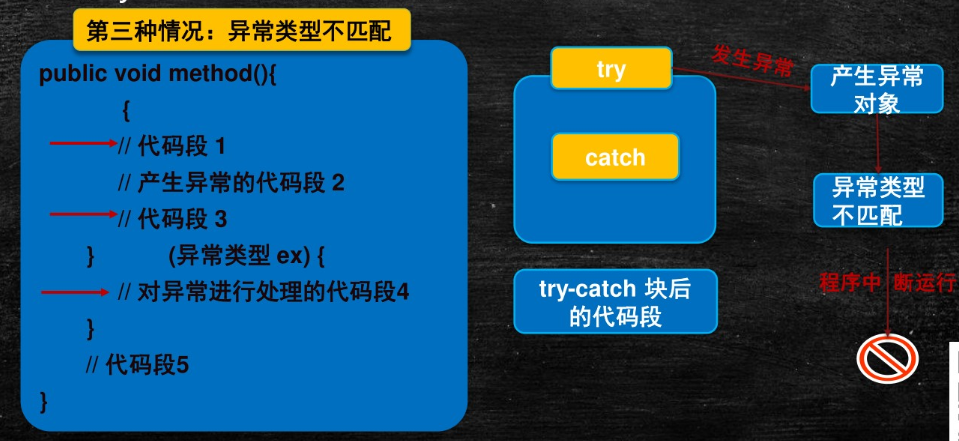 第三种情况：异常类型不匹配
public void method(){
{
// 代码段 1
// 产生异常的代码段 2
// 代码段 3
} (异常类型 ex) {
// 对异常进行处理的代码段4
}
// 代码段5
}
try
catch
try-catch 块后
的代码段
发生异常
产生异常
对象
异常类型
不匹配
程序中 断运行